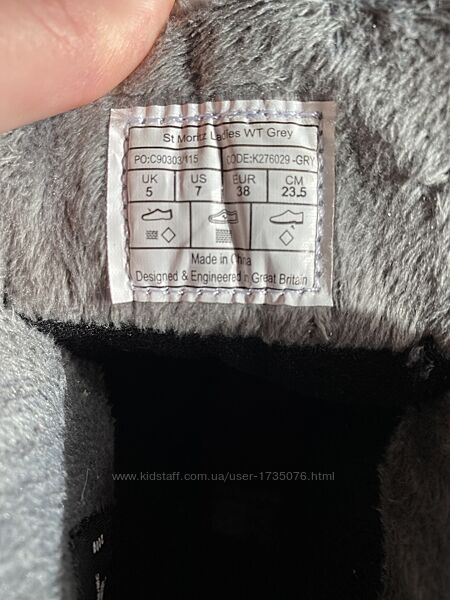 St Moritz Ladies WT Grey
PO:C90303/115 CODE:K276029-GRY
UK US EUR CM
5 7 38 23.5
Made in China
Designed & Engineered in Great Britain
www.kidstaff.com.ua/user-1735076.html